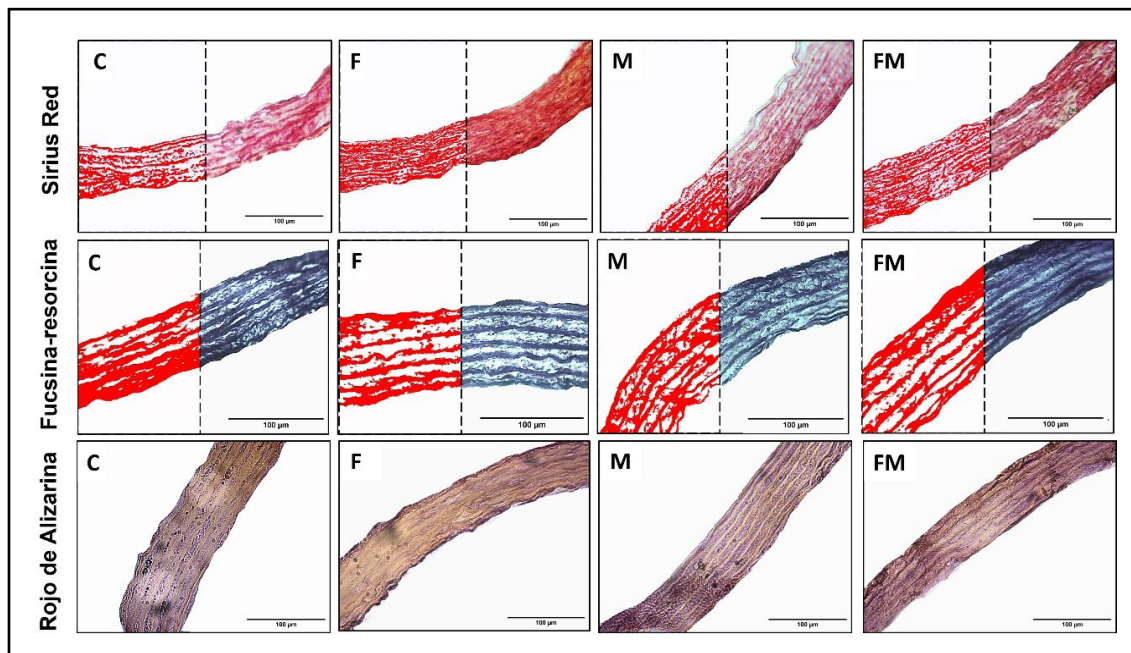 Sirius Red
C
F
M
FM
100 µm
100 µm
100 µm
100 µm
Fucsina-resorcina
C
F
M
FM
100 µm
100 µm
100 µm
100 µm
Rojo de Alizarina
C
F
M
FM
100 µm
100 µm
100 µm
100 µm